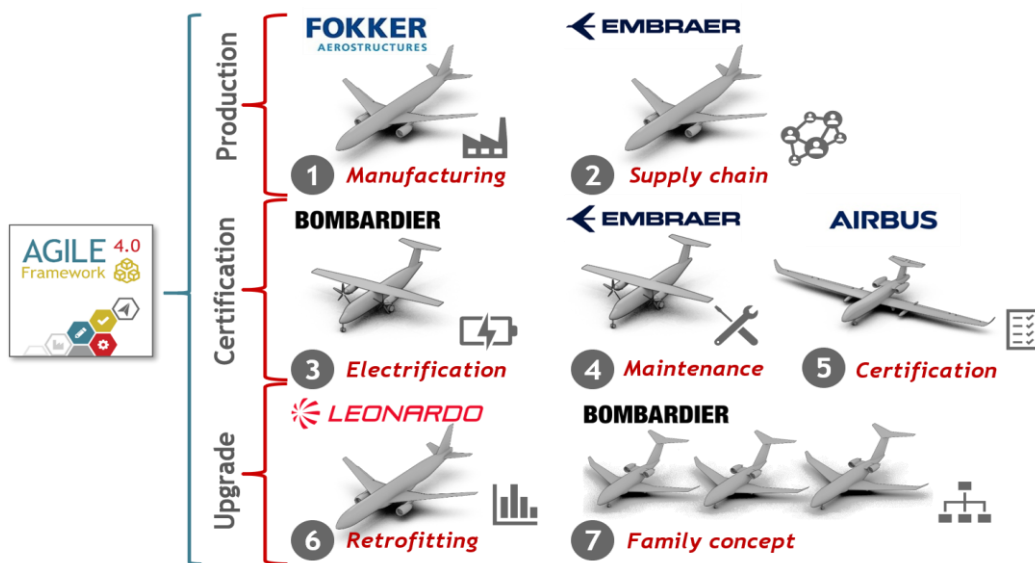 AGILE 4.0
Framework
Production
FOKKER
AEROSTRUCTURES
1 Manufacturing
EMBRAER
2 Supply chain
Certification
BOMBARDIER
3 Electrification
EMBRAER
4 Maintenance
AIRBUS
5 Certification
Upgrade
LEONARDO
6 Retrofitting
BOMBARDIER
7 Family concept